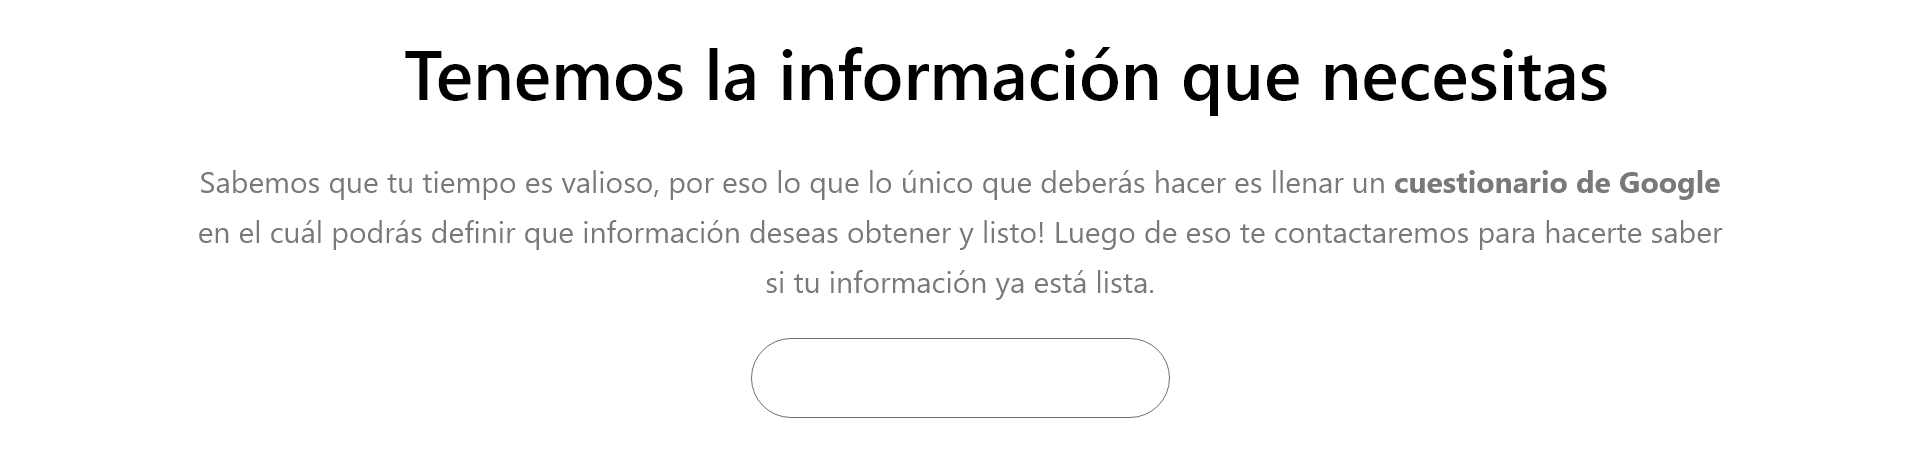 Tenemos la información que necesitas
Sabemos que tu tiempo es valioso, por eso lo que lo único que deberás hacer es llenar un cuestionario de Google
en el cuál podrás definir que información deseas obtener y listo! Luego de eso te contactaremos para hacerte saber
si tu información ya está lista.